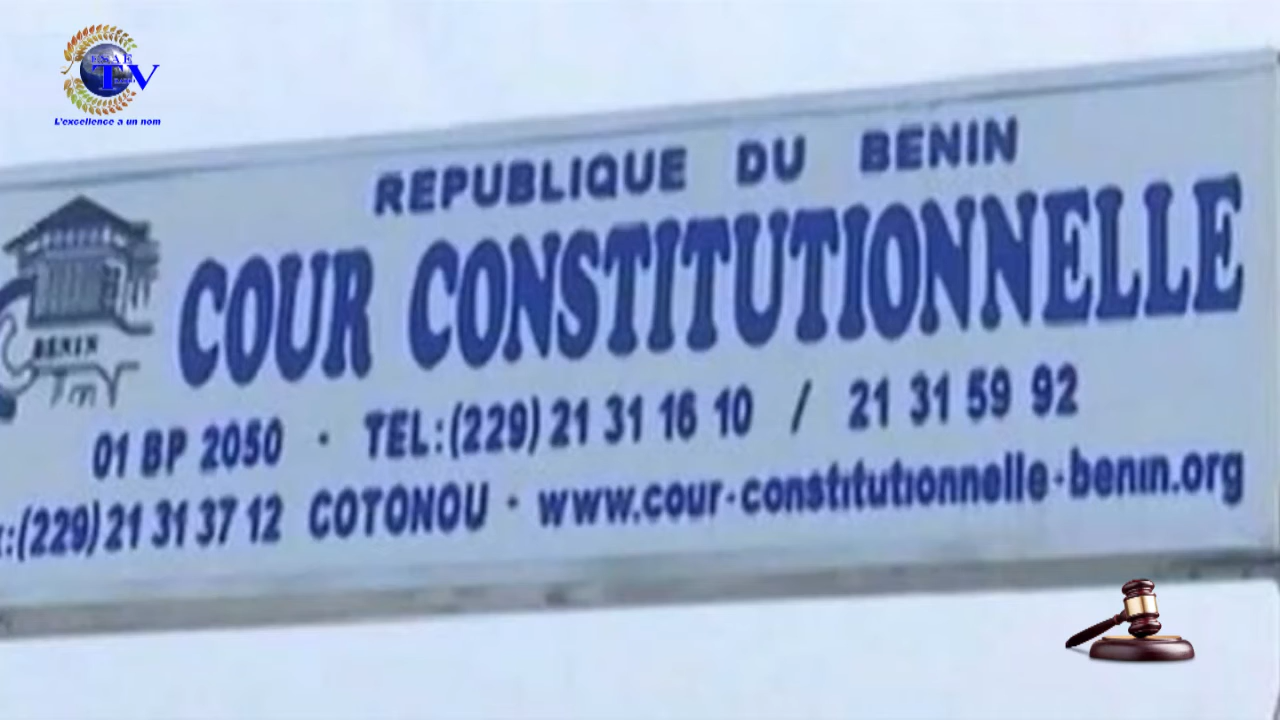 TV
L'excellence a un nom
REPUBLIQUE DU BENIN
COUR CONSTITUTIONNELLE
BENIN
01 BP 2050 · TEL:(229) 21 31 16 10 / 21 31 59 92
:(229) 21 31 37 12 COTONOU · www.cour-constitutionnelle-benin.org